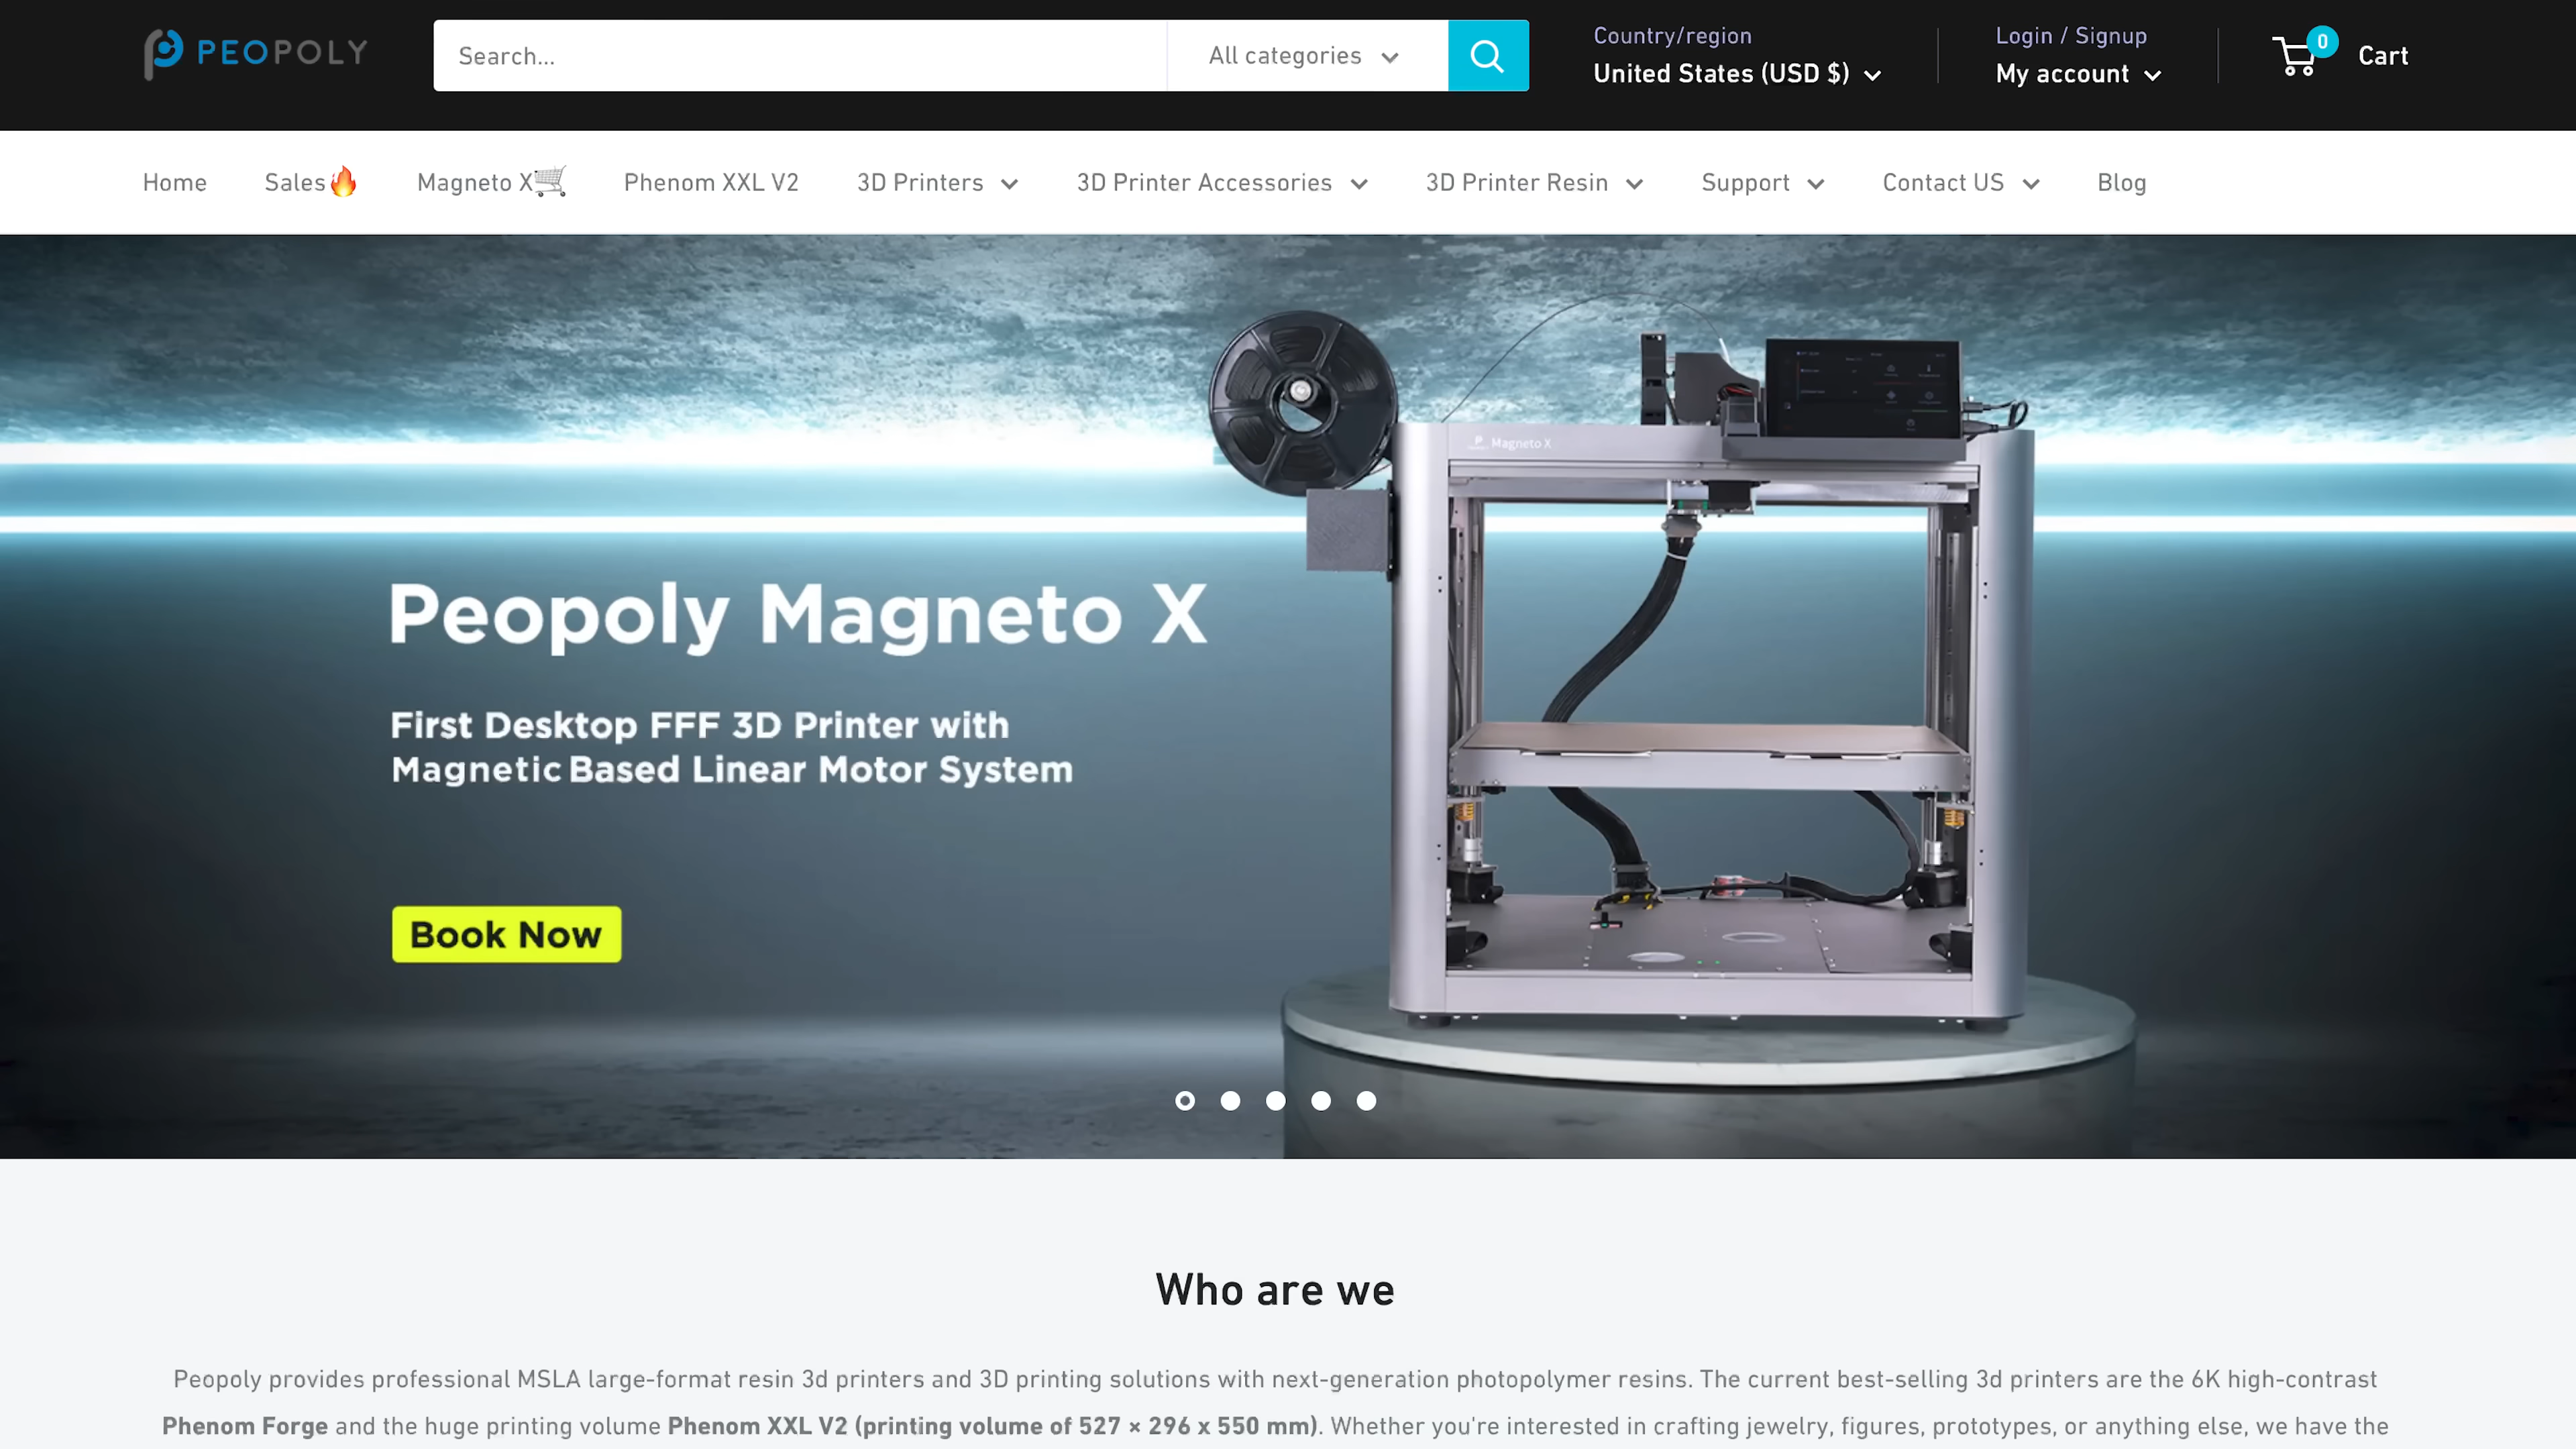 PEOPOLY
Search...
All categories
Country/region
United States (USD $)
Login / Signup
My account
0
Cart
Home
Sales🔥
Magneto X🛒
Phenom XXL V2
3D Printers
3D Printer Accessories
3D Printer Resin
Support
Contact US
Blog
Magneto X
Peopoly Magneto X
First Desktop FFF 3D Printer with
Magnetic Based Linear Motor System
Book Now
Who are we
Peopoly provides professional MSLA large-format resin 3d printers and 3D printing solutions with next-generation photopolymer resins. The current best-selling 3d printers are the 6K high-contrast
Phenom Forge and the huge printing volume Phenom XXL V2 (printing volume of 527 × 296 x 550 mm). Whether you're interested in crafting jewelry, figures, prototypes, or anything else, we have the